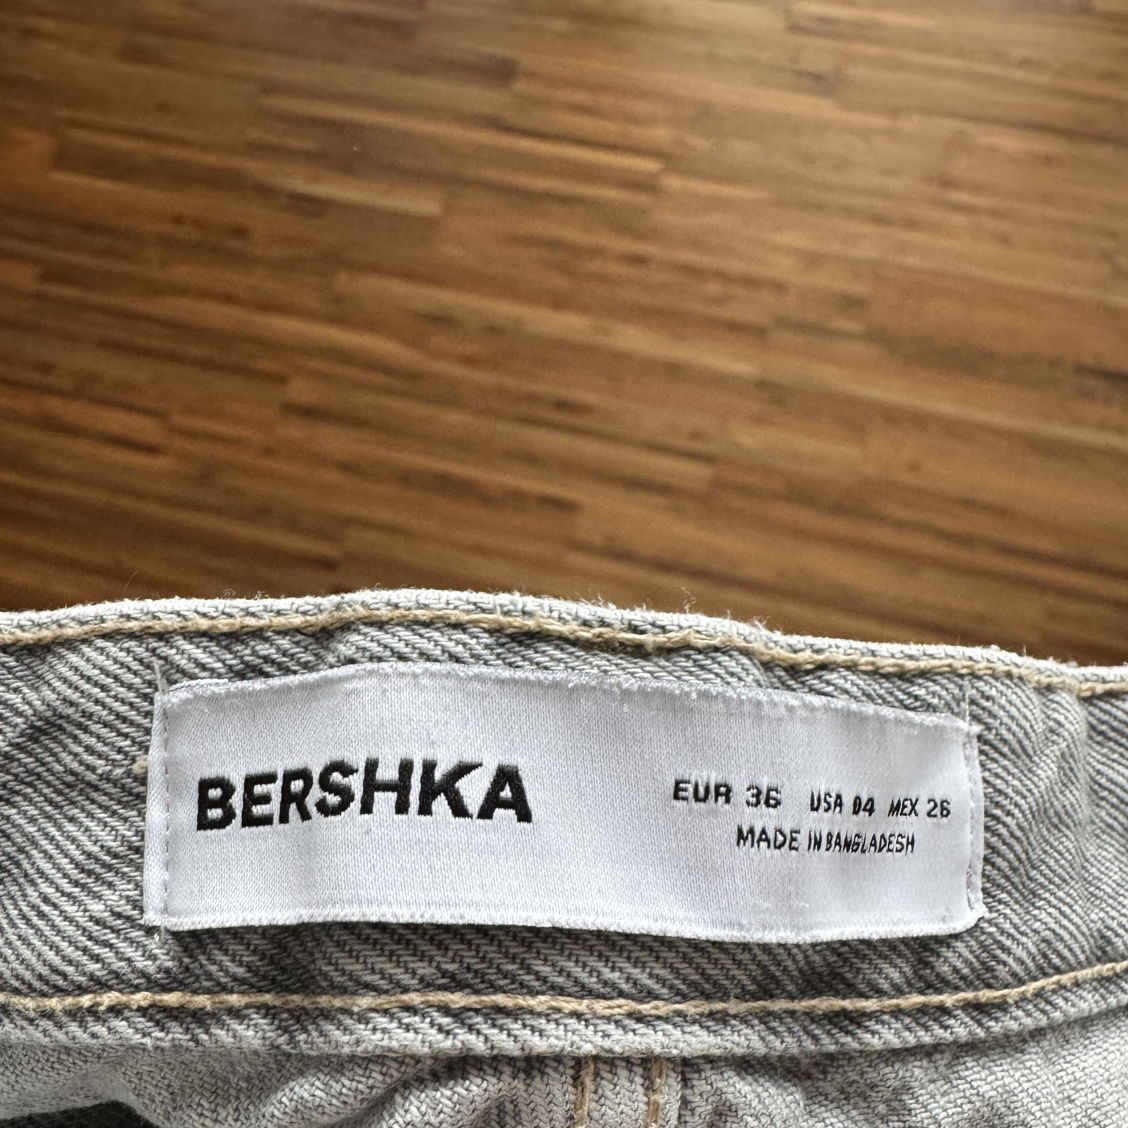 BERSHKA
EUR 36 USA 04 MEX 26
MADE IN BANGLADESH